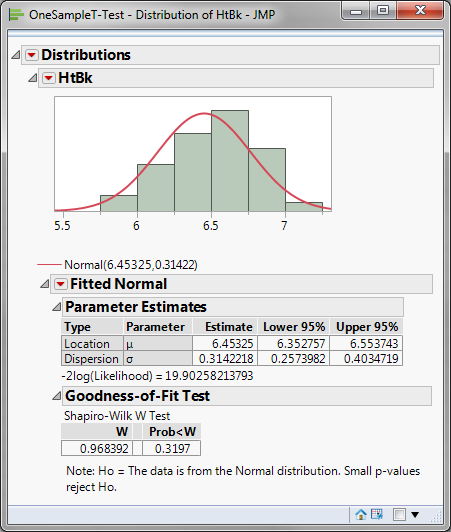 OneSampleT-Test - Distribution of HtBk - JMP
Distributions
HtBk
5.5 6 6.5 7
Normal(6.45325,0.31422)
Fitted Normal
Parameter Estimates
Type Parameter Estimate Lower 95% Upper 95%
Location μ 6.45325 6.352757 6.553743
Dispersion σ 0.3142218 0.2573982 0.4034719
-2log(Likelihood) = 19.90258213793
Goodness-of-Fit Test
Shapiro-Wilk W Test
W Prob<W
0.968392 0.3197
Note: Ho = The data is from the Normal distribution. Small p-values
reject Ho.